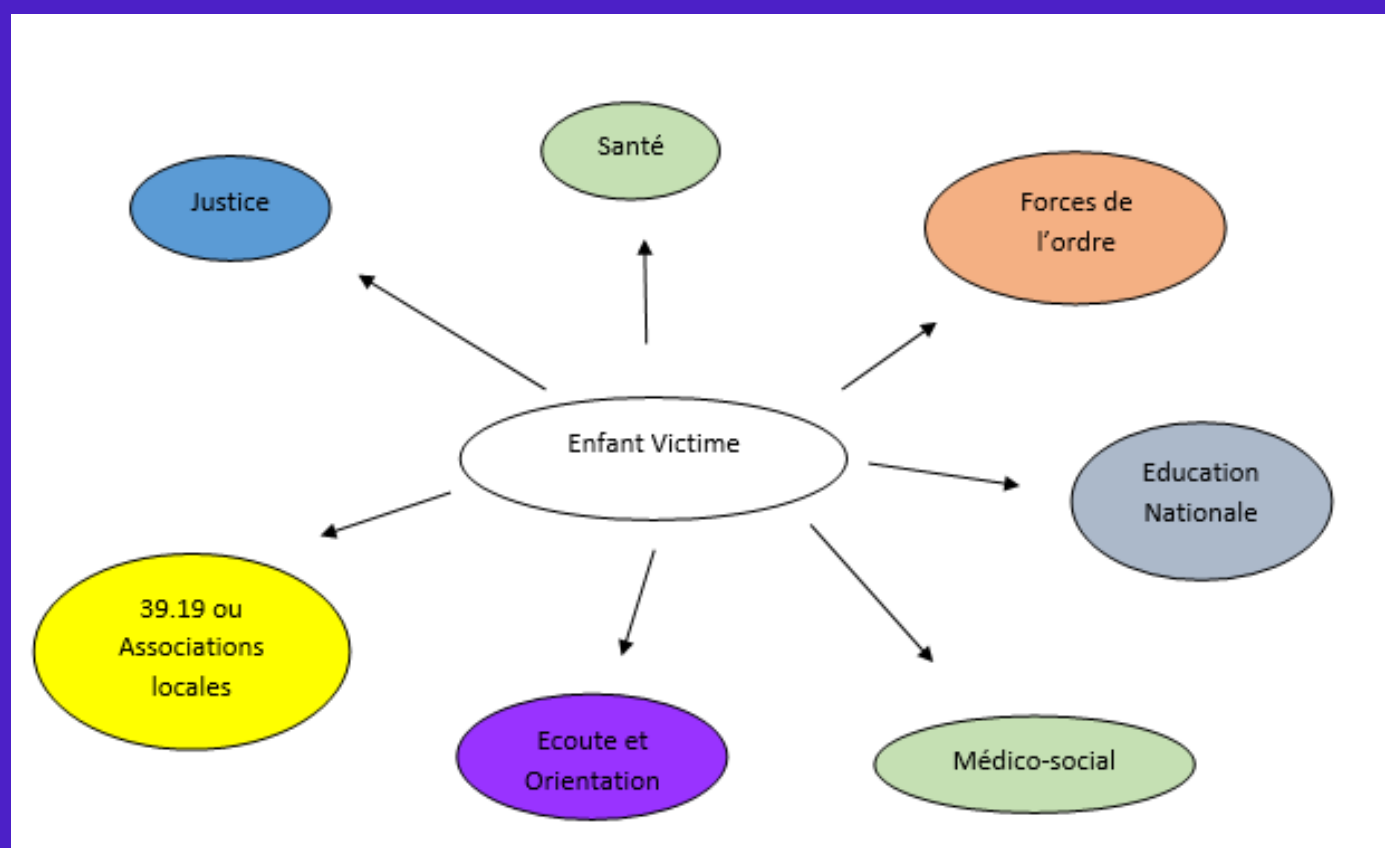 Santé
Justice
Forces de
l’ordre
Enfant Victime
Education
Nationale
39.19 ou
Associations
locales
Ecoute et
Orientation
Médico-social